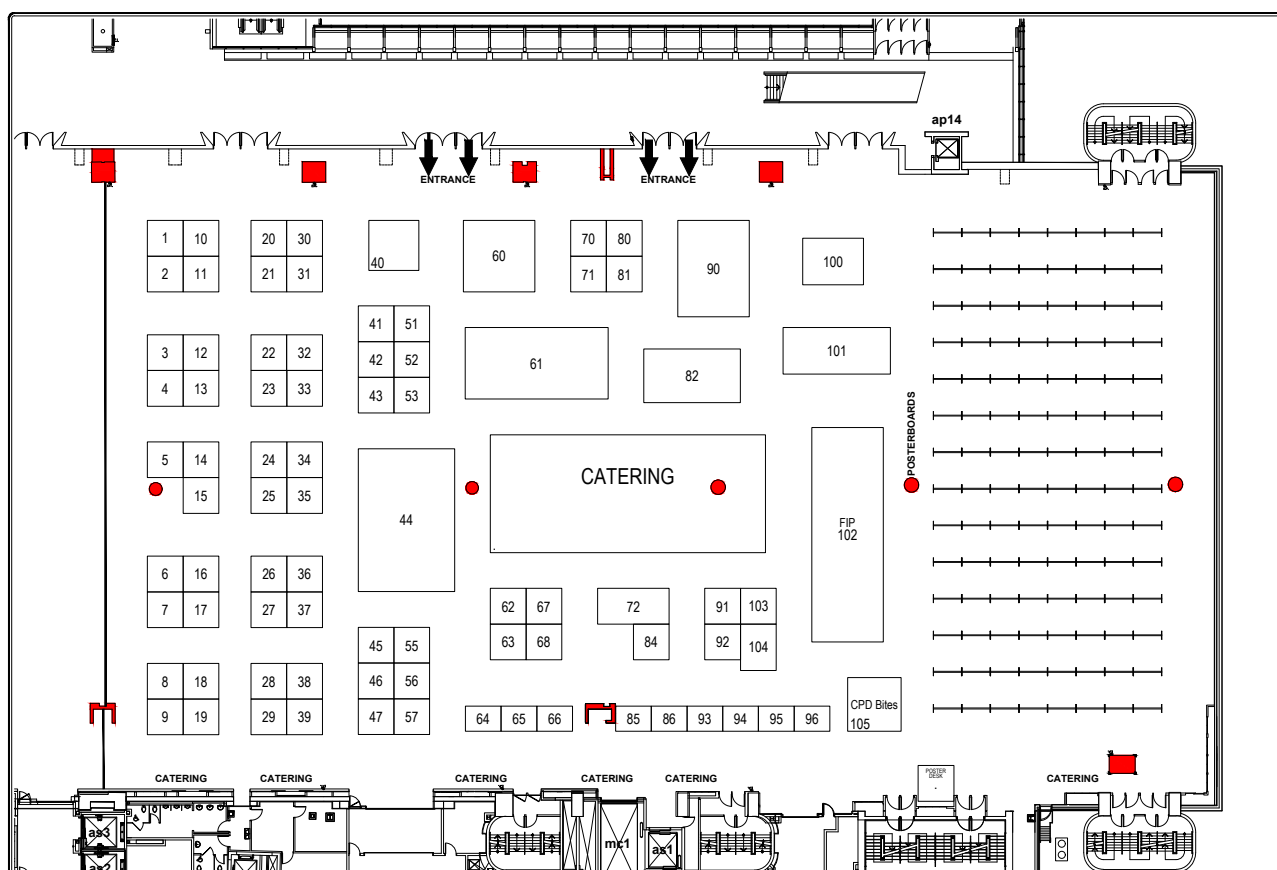 ap14
ENTRANCE
ENTRANCE
1 10 20 30 60 70 80 90 100
2 11 21 31 40 71 81
41 51
3 12 22 32 42 52 61 82 101
4 13 23 33 43 53
POSTERBOARDS
5 14 24 34 CATERING
15 25 35 44 FIP
102
6 16 26 36 62 67 72 91 103
7 17 27 37 63 68 84 92 104
45 55
8 18 28 38 46 56
9 19 29 39 47 57 64 65 66 85 86 93 94 95 96
CPD Bites
105
CATERING CATERING CATERING CATERING CATERING CATERING
POSTER
DESK
as3 mc1 as1
as2